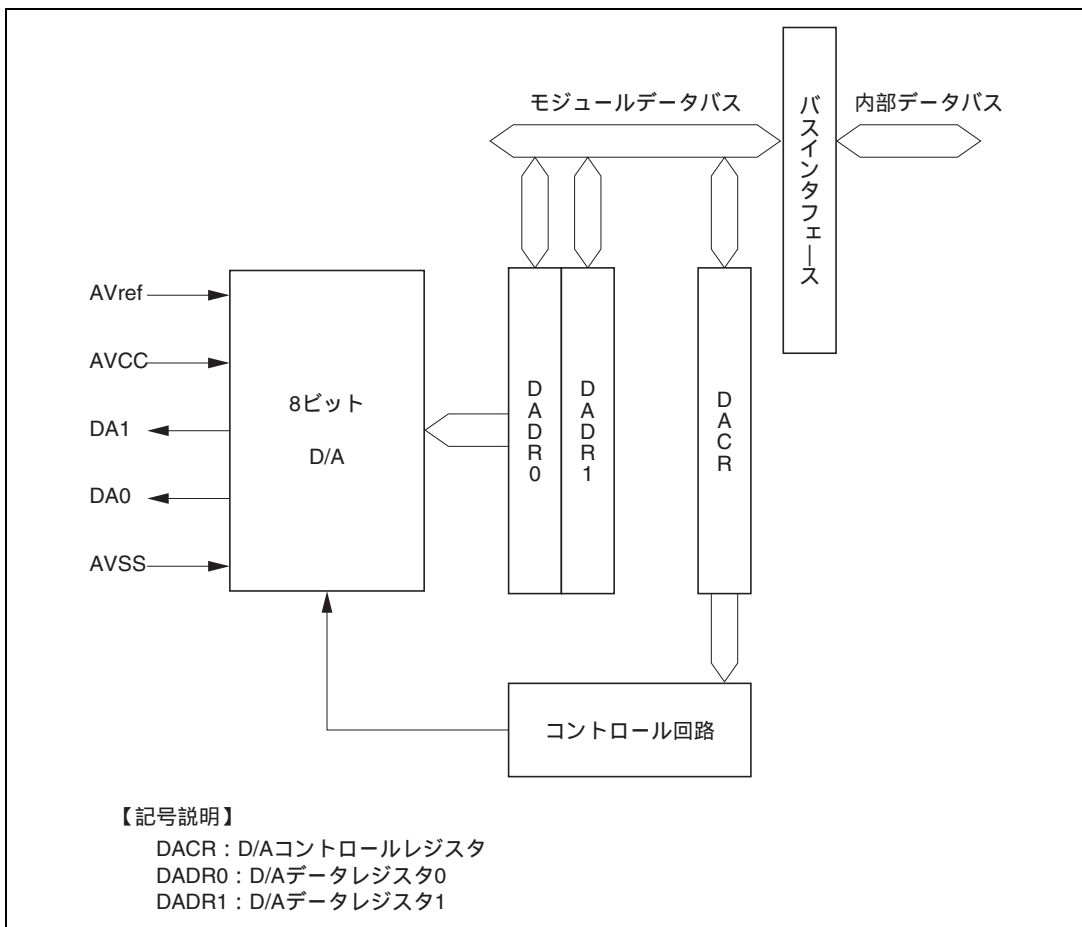 モジュールデータバス
内部データバス
バスインタフェース
AVref
AVCC
DA1
DA0
AVSS
8ビット
D/A
DADR0
DADR1
DACR
コントロール回路
【記号説明】
DACR：D/Aコントロールレジスタ
DADR0：D/Aデータレジスタ0
DADR1：D/Aデータレジスタ1